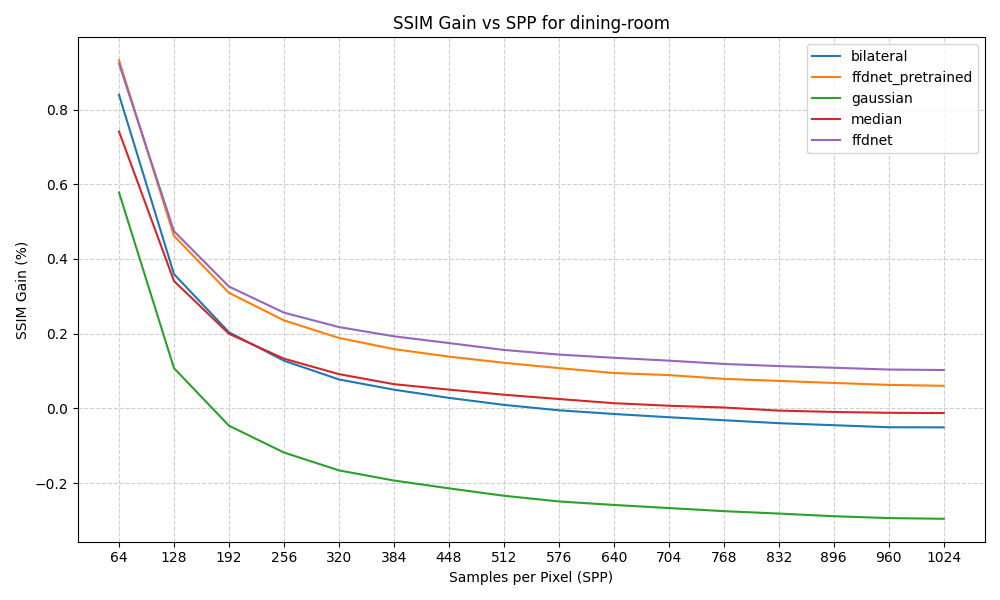 SSIM Gain vs SPP for dining-room
bilateral
ffdnet_pretrained
gaussian
median
ffdnet
SSIM Gain (%)
0.8
0.6
0.4
0.2
0.0
−0.2
64 128 192 256 320 384 448 512 576 640 704 768 832 896 960 1024
Samples per Pixel (SPP)